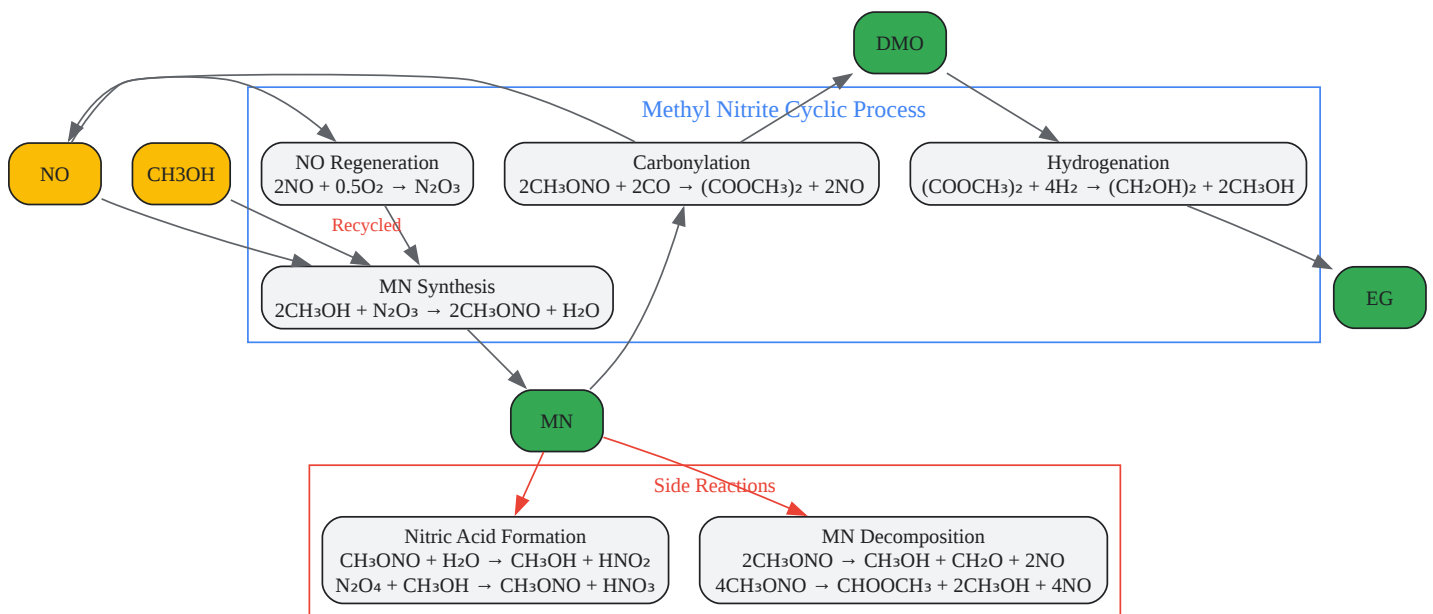 DMO
Methyl Nitrite Cyclic Process
NO
CH3OH
NO Regeneration
2NO + 0.5O₂ → N₂O₃
Carbonylation
2CH₃ONO + 2CO → (COOCH₃)₂ + 2NO
Hydrogenation
(COOCH₃)₂ + 4H₂ → (CH₂OH)₂ + 2CH₃OH
Recycled
MN Synthesis
2CH₃OH + N₂O₃ → 2CH₃ONO + H₂O
EG
MN
Side Reactions
Nitric Acid Formation
CH₃ONO + H₂O → CH₃OH + HNO₂
N₂O₄ + CH₃OH → CH₃ONO + HNO₃
MN Decomposition
2CH₃ONO → CH₃OH + CH₂O + 2NO
4CH₃ONO → CHOOCH₃ + 2CH₃OH + 4NO